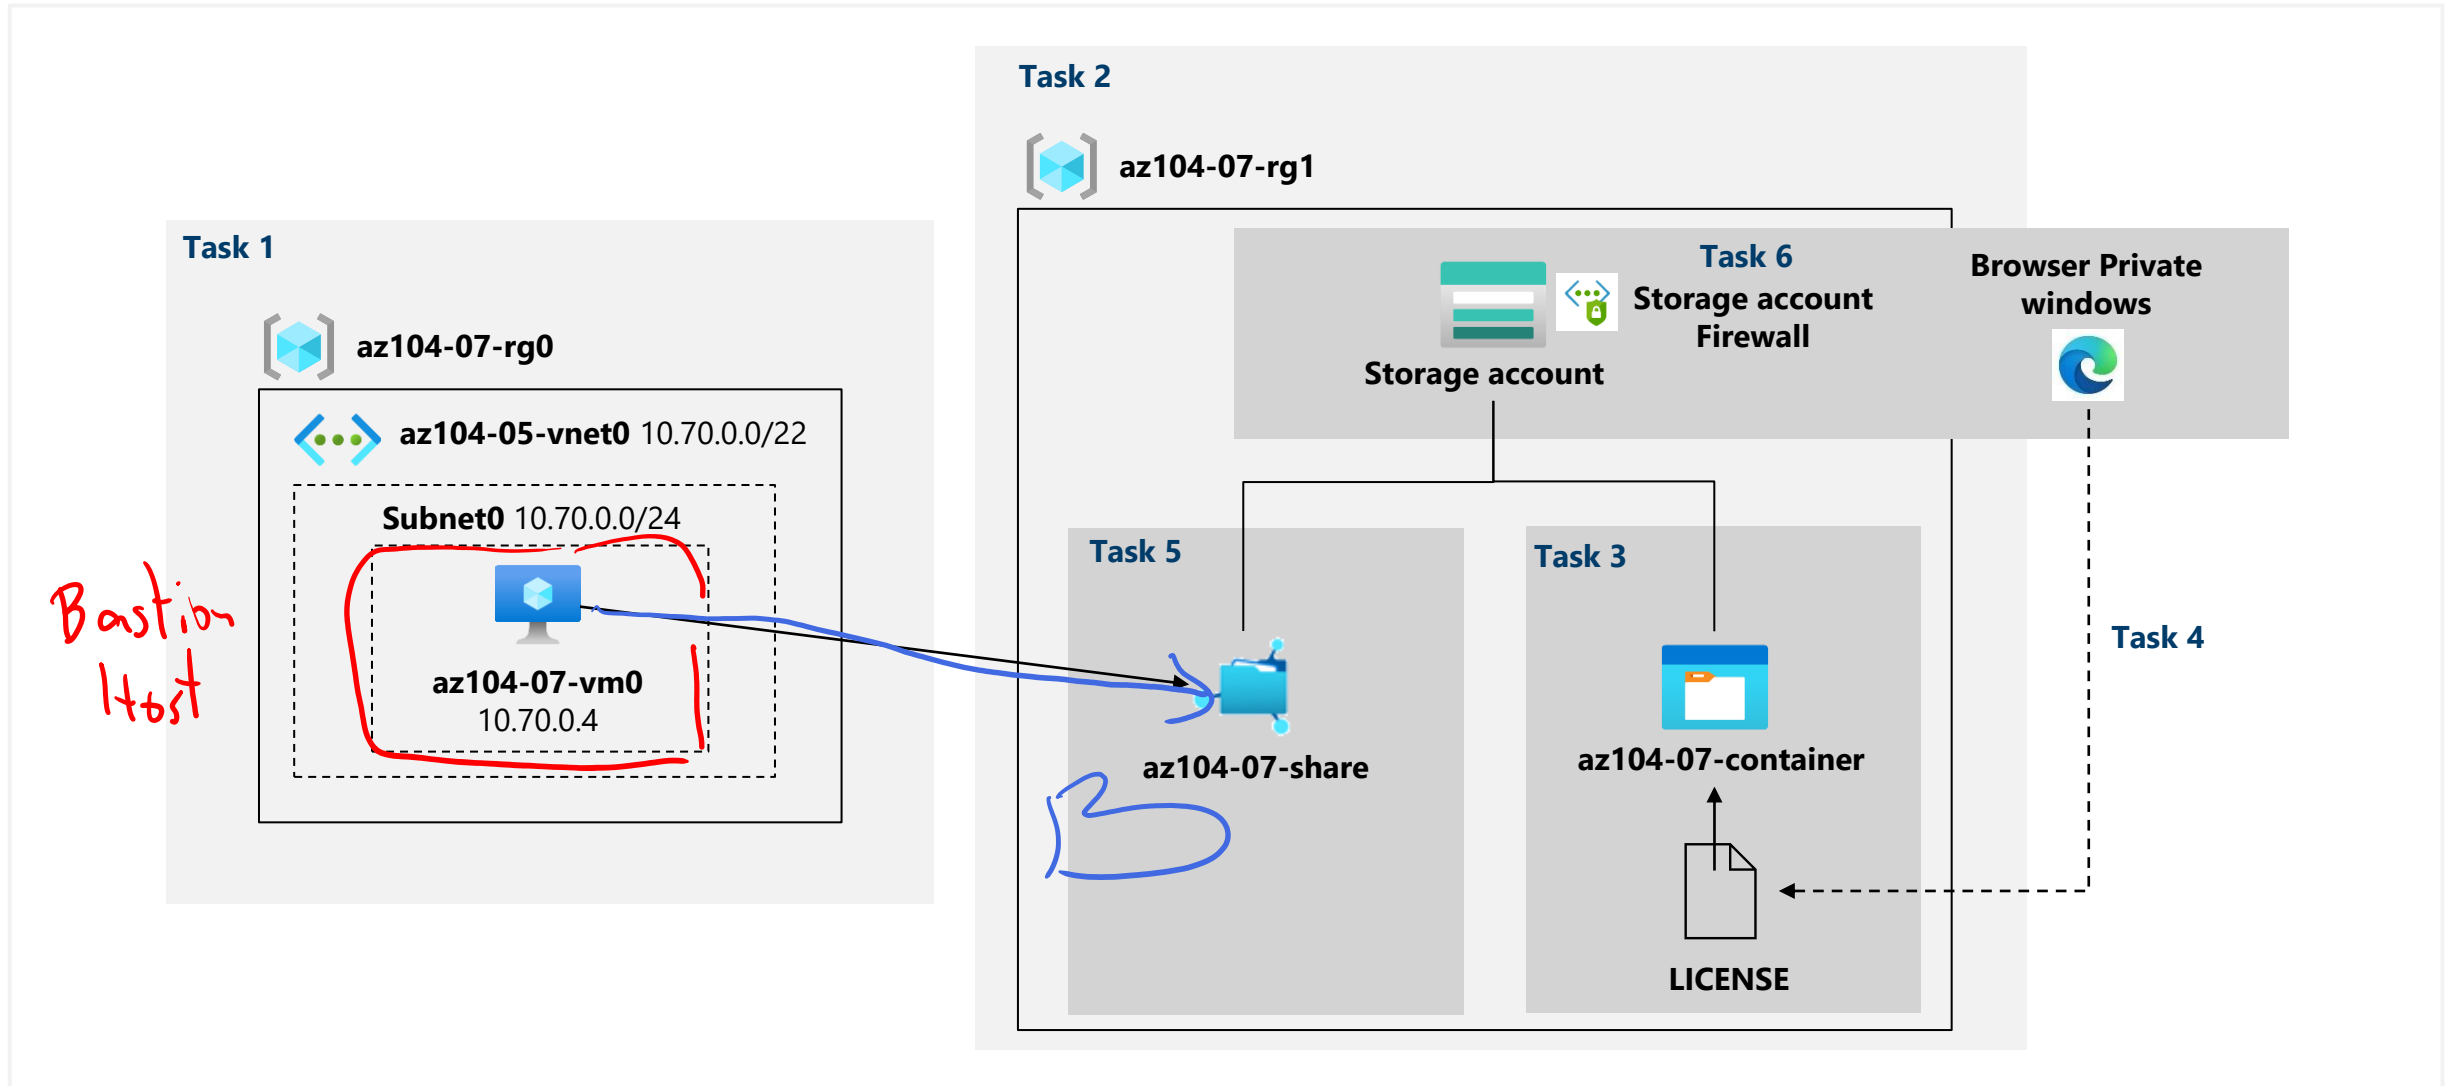 Task 2
az104-07-rg1
Task 1
Task 6
Storage account
Firewall
Browser Private
windows
Storage account
az104-07-rg0
az104-05-vnet0 10.70.0.0/22
Subnet0 10.70.0.0/24
Bastion
Host
az104-07-vm0
10.70.0.4
Task 5
Task 3
Task 4
az104-07-share
az104-07-container
LICENSE